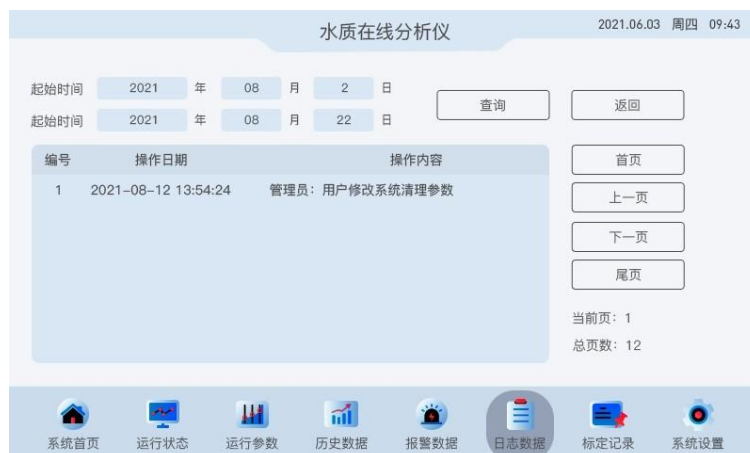 水质在线分析仪 2021.06.03 周四 09:43
起始时间 2021 年 08 月 2 日
起始时间 2021 年 08 月 22 日
查询 返回
编号 操作日期 操作内容
1 2021-08-12 13:54:24 管理员：用户修改系统清理参数
首页
上一页
下一页
尾页
当前页：1
总页数：12
系统首页 运行状态 运行参数 历史数据 报警数据 日志数据 标定记录 系统设置